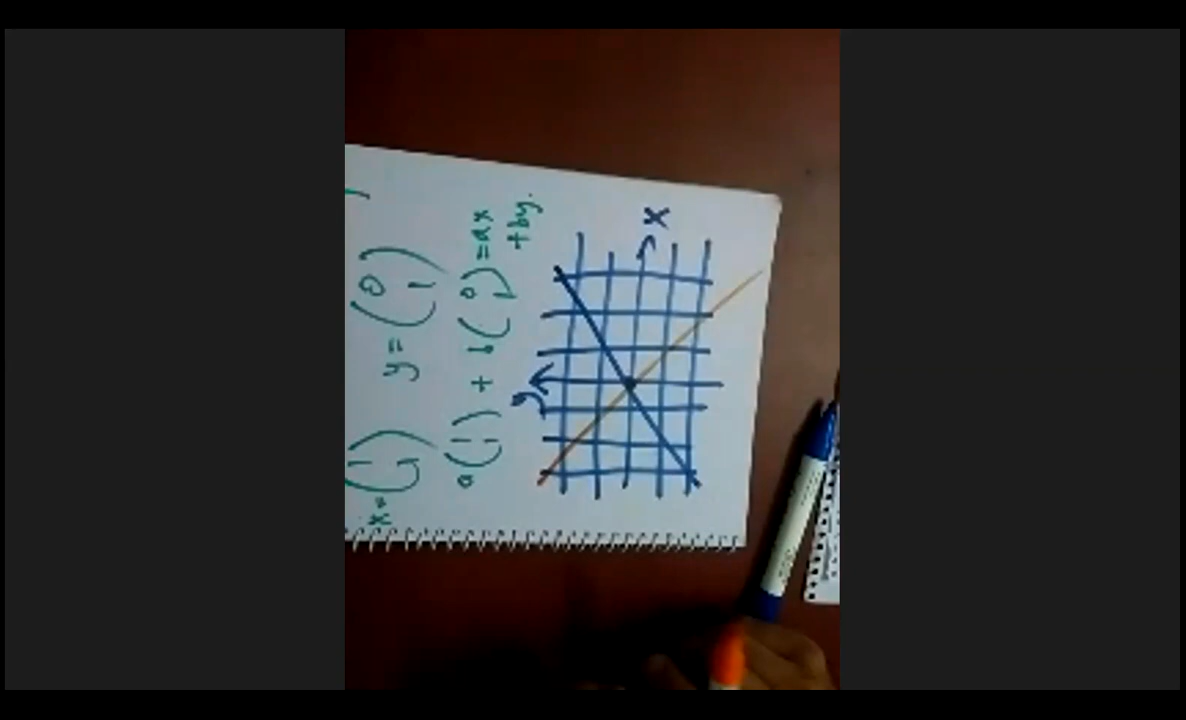 x = (1 1) y = (0 1)
a(1 1) + b(0 1) = ax
+ by.
y
x